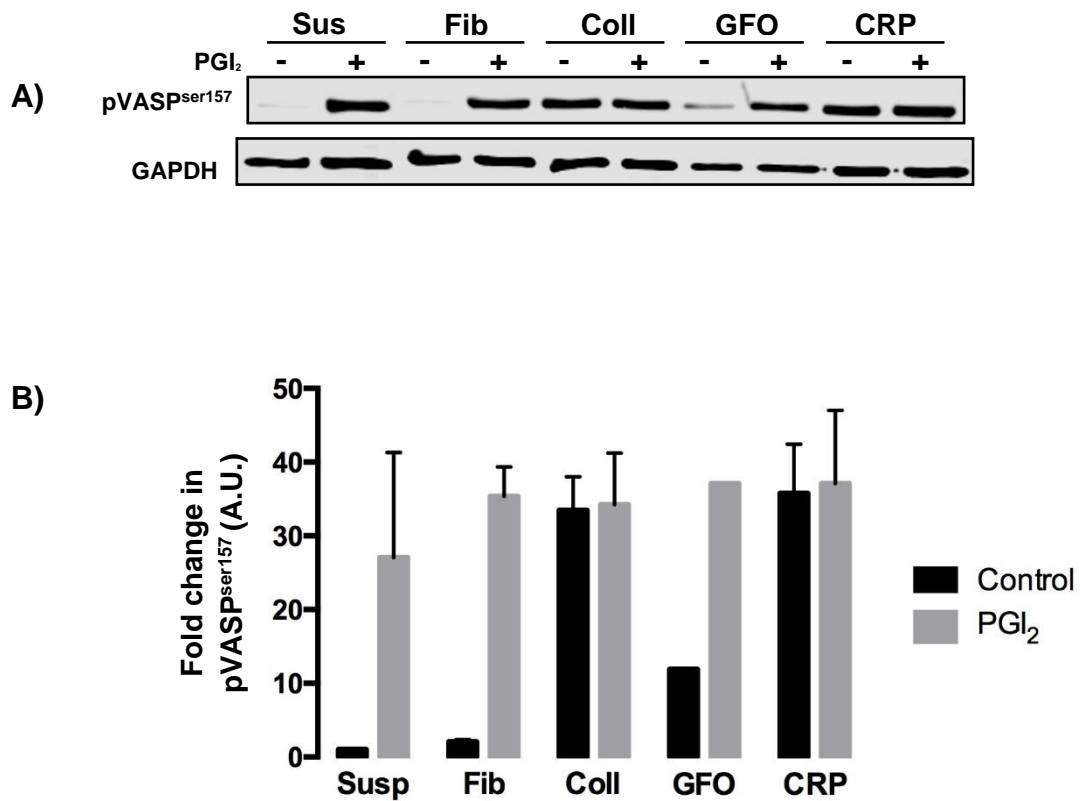 Sus Fib Coll GFO CRP
PGI₂ - + - + - + - + - +
A)
pVASPser157
GAPDH
B)
50
40
30
20
10
0
Fold change in
pVASPser157 (A.U.)
Susp Fib Coll GFO CRP
Control
PGI₂